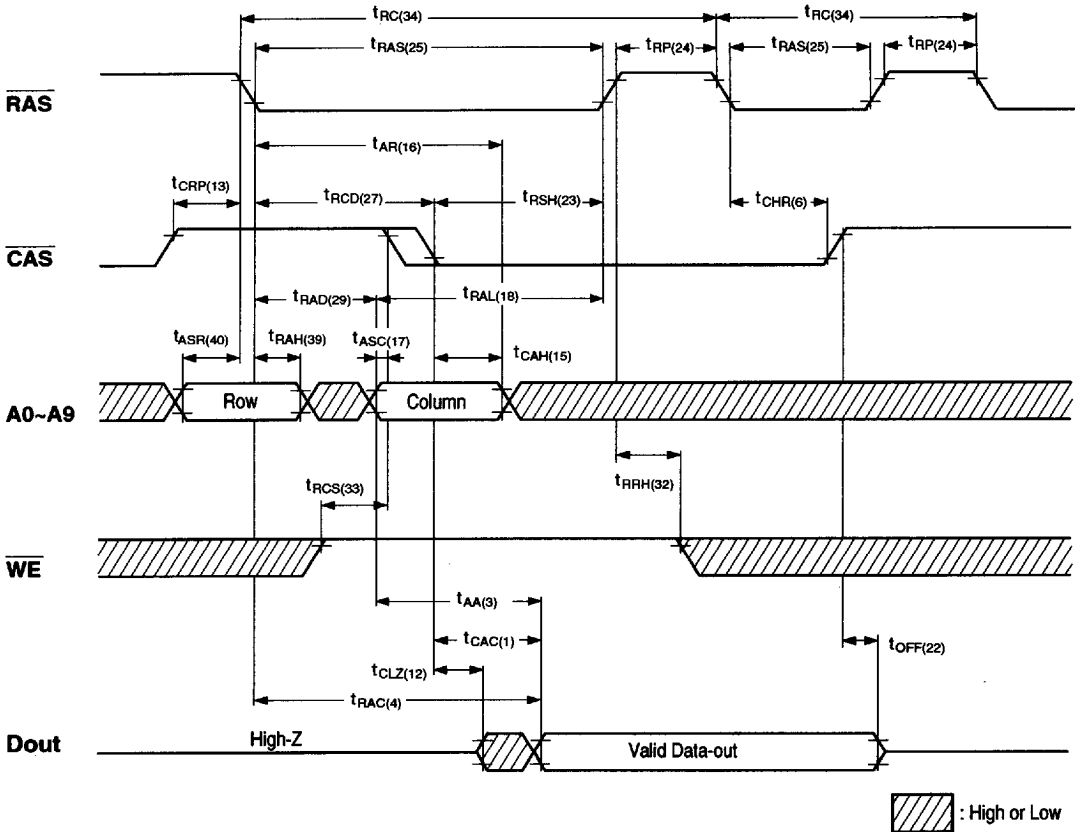 tRC(34) tRC(34)
tRAS(25) tRP(24) tRAS(25) tRP(24)
RAS
tAR(16)
tCRP(13) tRCD(27) tRSH(23) tCHR(6)
CAS
tRAD(29) tRAL(18)
tASR(40) tRAH(39) tASC(17) tCAH(15)
A0~A9 Row Column
tRCS(33) tRRH(32)
WE
tAA(3)
tCAC(1) tOFF(22)
tCLZ(12)
tRAC(4)
Dout High-Z Valid Data-out
: High or Low